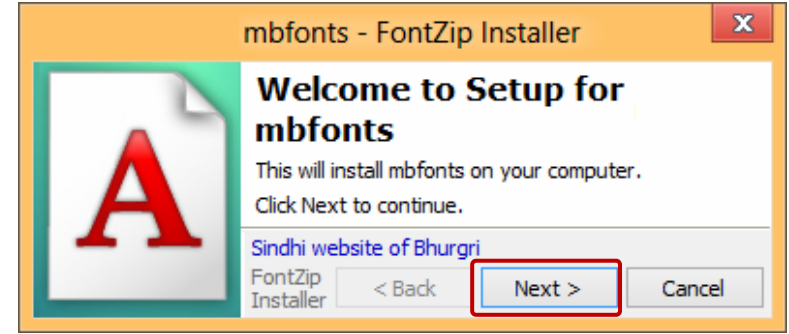 mbfonts - FontZip Installer
x
A
Welcome to Setup for
mbfonts
This will install mbfonts on your computer.
Click Next to continue.
Sindhi website of Bhurgri
FontZip
Installer
< Back
Next >
Cancel